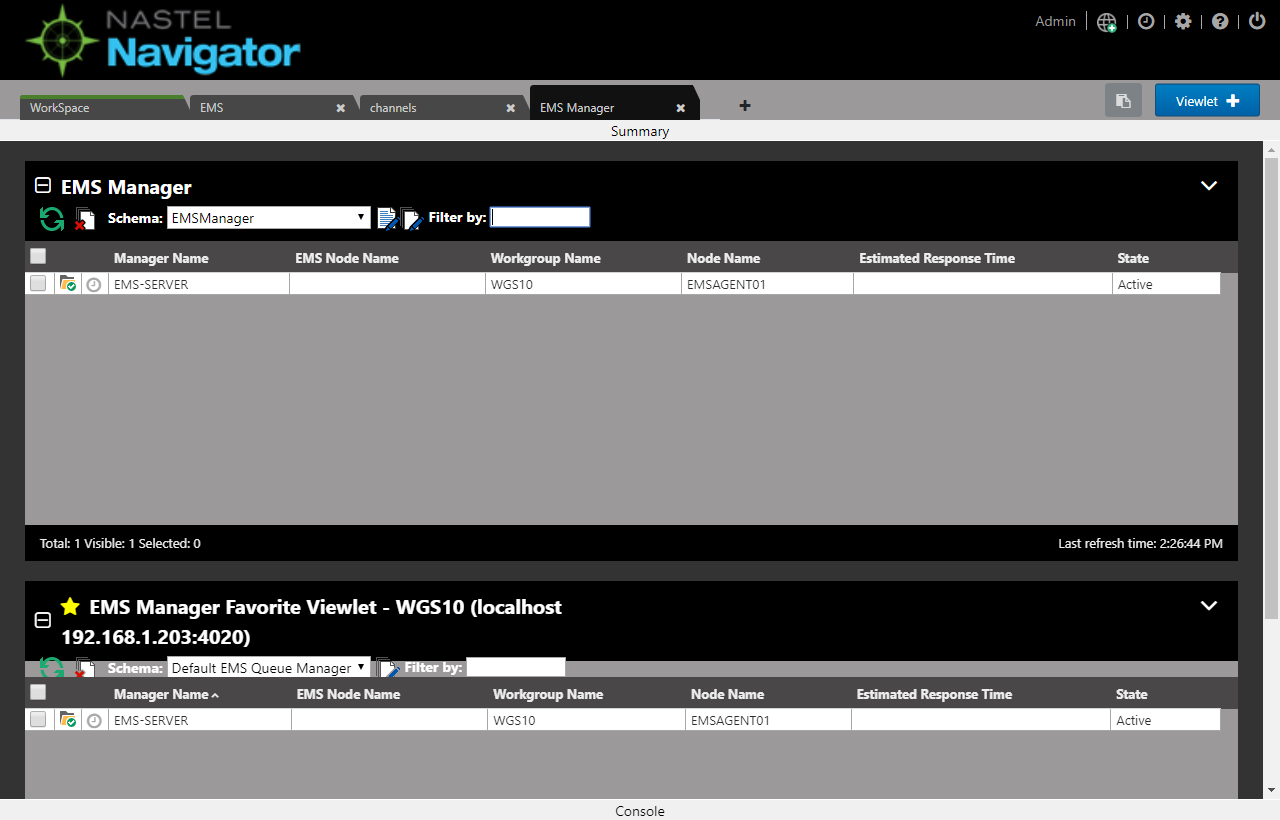 NASTEL
Navigator
Admin
WorkSpace
EMS
channels
EMS Manager
Viewlet
Summary
EMS Manager
Schema: EMSManager Filter by:
Manager Name EMS Node Name Workgroup Name Node Name Estimated Response Time State
EMS-SERVER WGS10 EMSAGENT01 Active
Total: 1 Visible: 1 Selected: 0 Last refresh time: 2:26:44 PM
EMS Manager Favorite Viewlet - WGS10 (localhost
192.168.1.203:4020)
Schema: Default EMS Queue Manager Filter by:
Manager Name EMS Node Name Workgroup Name Node Name Estimated Response Time State
EMS-SERVER WGS10 EMSAGENT01 Active
Console